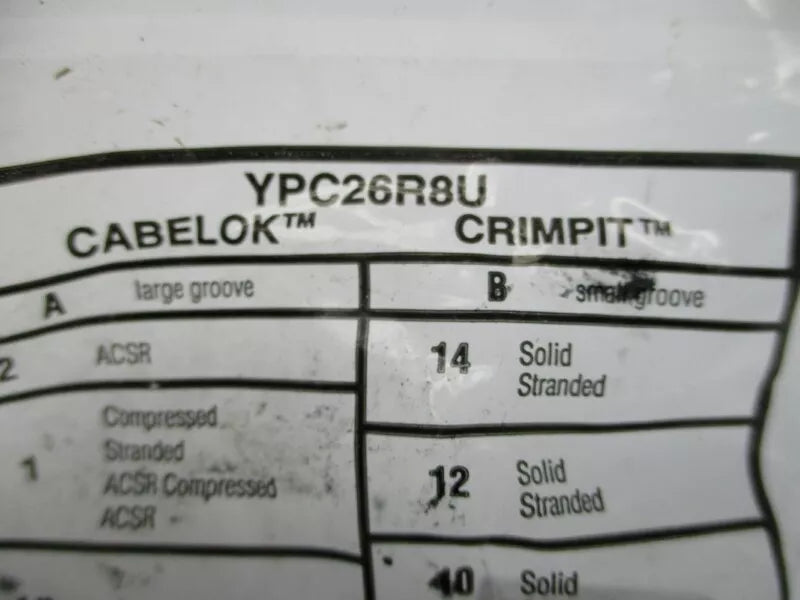 YPC26R8U
CABELOK™ CRIMPIT™
A large groove B small groove
2 ACSR 14 Solid
Stranded
1 Compressed
Stranded
ACSR Compressed
ACSR
12 Solid
Stranded
10 Solid